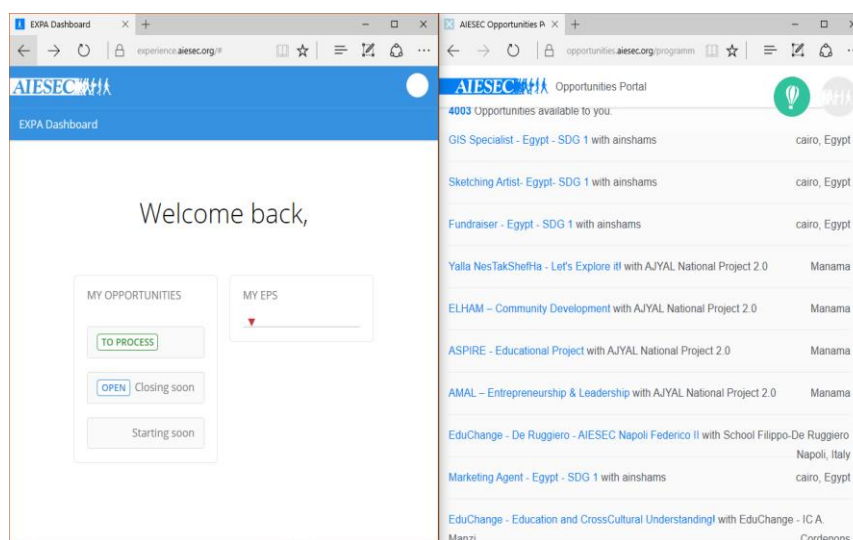 EXPA Dashboard
experience.aiesec.org/#
AIESEC
EXPA Dashboard
Welcome back,
MY OPPORTUNITIES
TO PROCESS
OPEN Closing soon
Starting soon
MY EPS
AIESEC Opportunities P
opportunities.aiesec.org/programm
AIESEC Opportunities Portal
4003 Opportunities available to you.
GIS Specialist - Egypt - SDG 1 with ainshams cairo, Egypt
Sketching Artist- Egypt- SDG 1 with ainshams cairo, Egypt
Fundraiser - Egypt - SDG 1 with ainshams cairo, Egypt
Yalla NesTakShefHa - Let's Explore it! with AJYAL National Project 2.0 Manama
ELHAM – Community Development with AJYAL National Project 2.0 Manama
ASPIRE - Educational Project with AJYAL National Project 2.0 Manama
AMAL – Entrepreneurship & Leadership with AJYAL National Project 2.0 Manama
EduChange - De Ruggiero - AIESEC Napoli Federico II with School Filippo-De Ruggiero
Napoli, Italy
Marketing Agent - Egypt - SDG 1 with ainshams cairo, Egypt
EduChange - Education and CrossCultural Understanding! with EduChange - IC A.
Manzi Cordenons